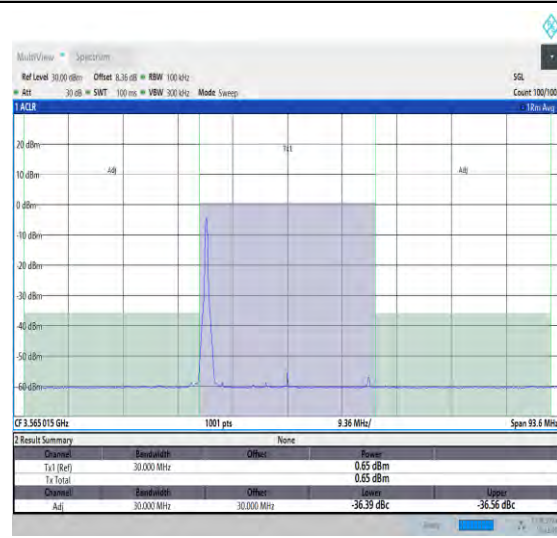 MultiView Spectrum
Ref Level 30.00 dBm Offset 8.36 dB RBW 100 kHz SGL
Att 30 dB SWT 100 ms VBW 300 kHz Mode Sweep Count 100/100
1 ACLR 1Rm Avg
20 dBm
Tx1
Adj Adj
10 dBm
0 dBm
-10 dBm
-20 dBm
-30 dBm
-40 dBm
-50 dBm
-60 dBm
CF 3.565 015 GHz 1001 pts 9.36 MHz/ Span 93.6 MHz
2 Result Summary None
Channel Bandwidth Offset Power
Tx1 (Ref) 30.000 MHz 0.65 dBm
Tx Total 0.65 dBm
Channel Bandwidth Offset Lower Upper
Adj 30.000 MHz 30.000 MHz -36.39 dBc -36.56 dBc